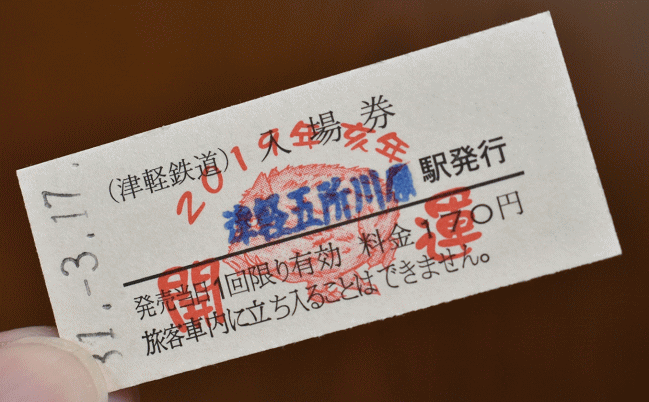 31.-3.17.
(津軽鉄道) 入場券
2019年 亥年
津軽五所川原 駅発行
開運
発売当日1回限り有効 料金170円
旅客車内に立ち入ることはできません。